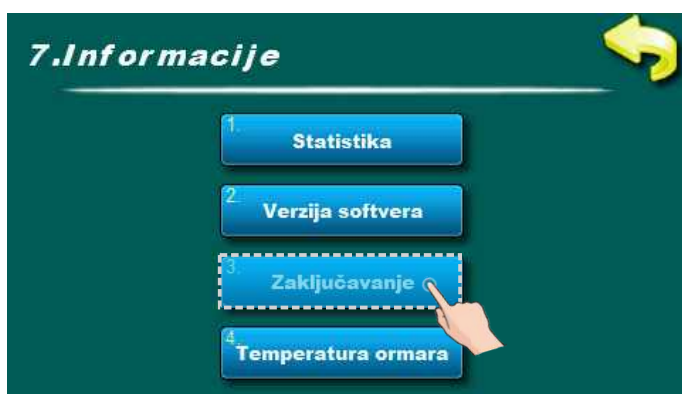 7.Informacije
1.
Statistika
2.
Verzija softvera
3.
Zaključavanje
4.
Temperatura ormara